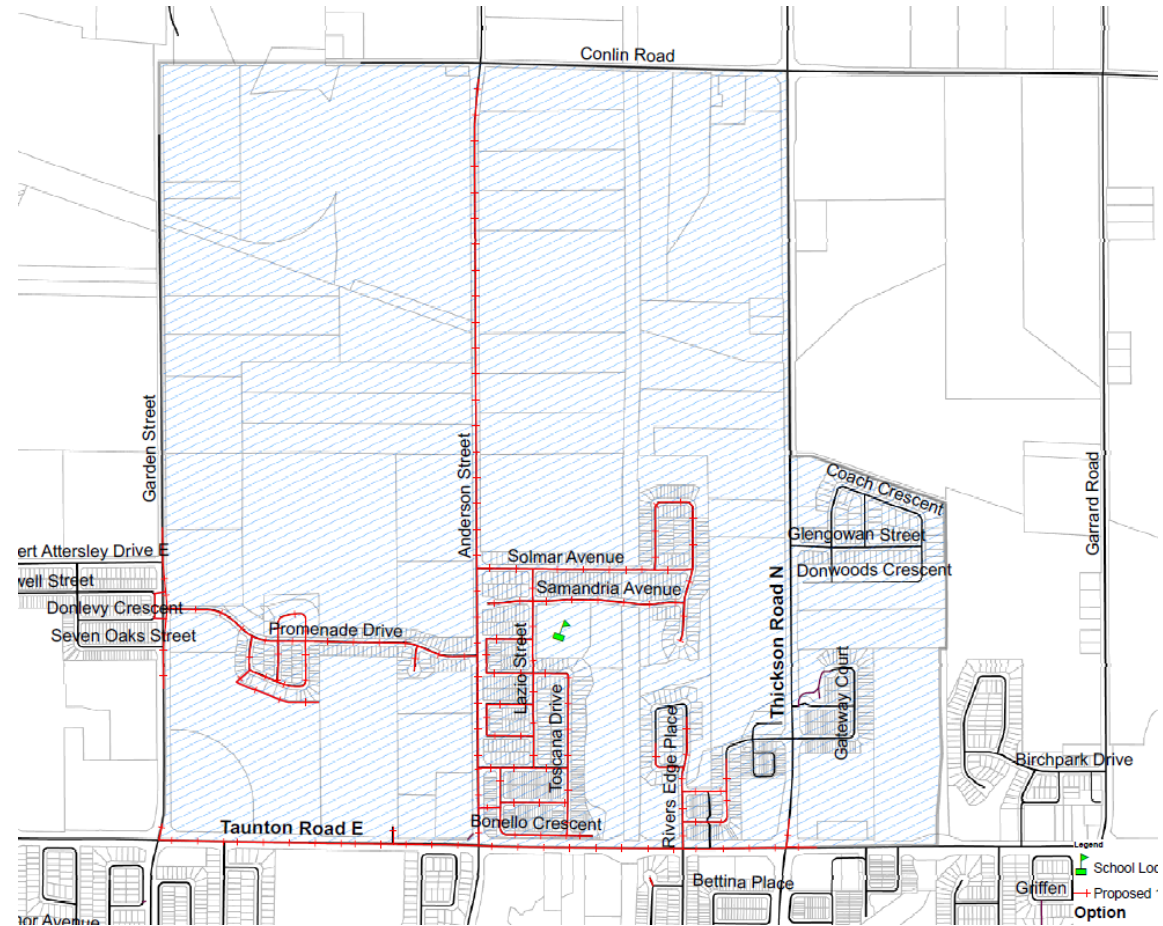 Conlin Road
Garden Street
Anderson Street
Coach Crescent
Garrard Road
Glengowan Street
ert Attersley Drive E
Solmar Avenue
Donwoods Crescent
well Street
Samandria Avenue
Donlevy Crescent
Promenade Drive
Seven Oaks Street
Lazio Street
Thickson Road N
Gateway Court
Toscana Drive
Rivers Edge Place
Birchpark Drive
Bonello Crescent
Taunton Road E
Legend
School Loc
Bettina Place
Griffen
Proposed
Option
nor Avenue